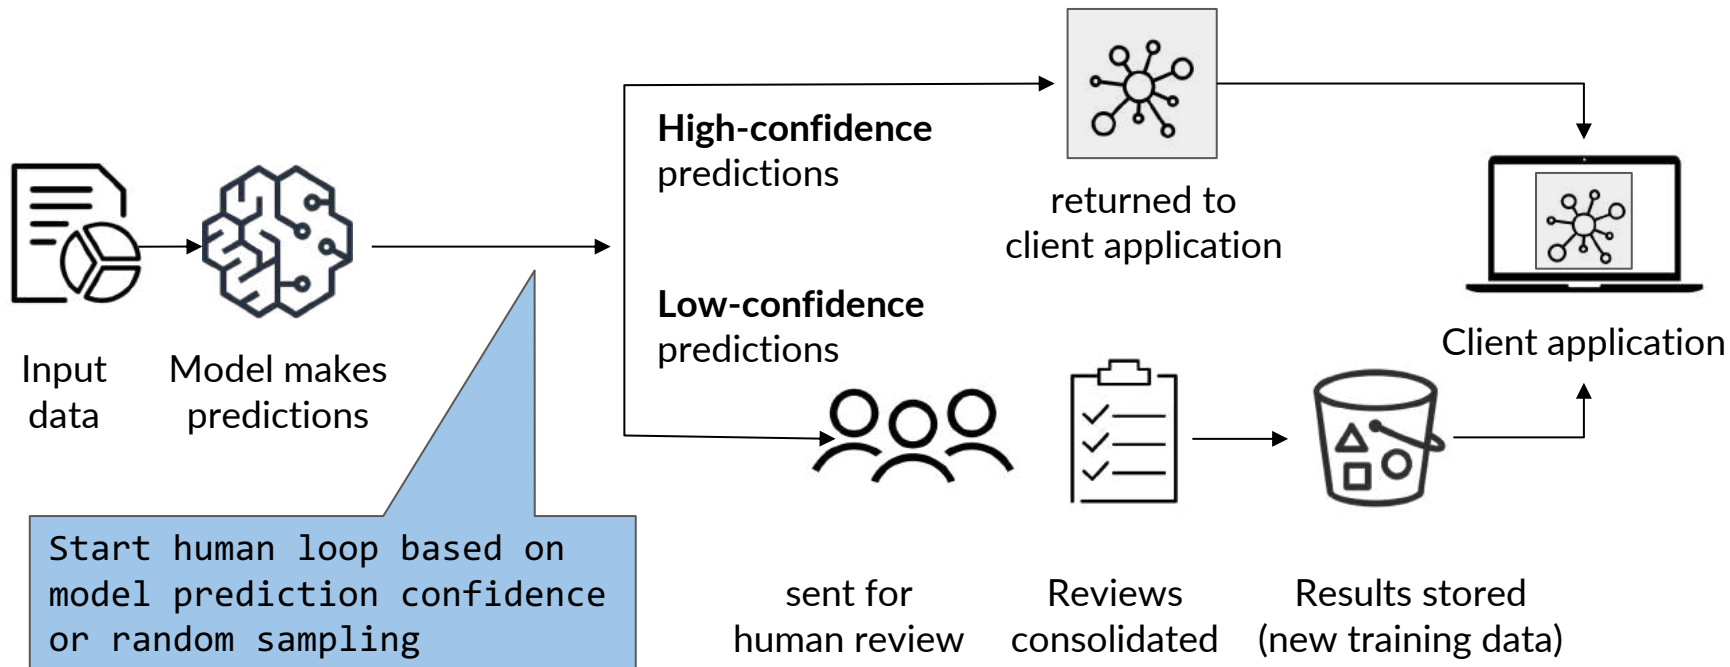 High-confidence
predictions
returned to
client application
Low-confidence
predictions
Client application
Input
data
Model makes
predictions
Start human loop based on
model prediction confidence
or random sampling
sent for
human review
Reviews
consolidated
Results stored
(new training data)